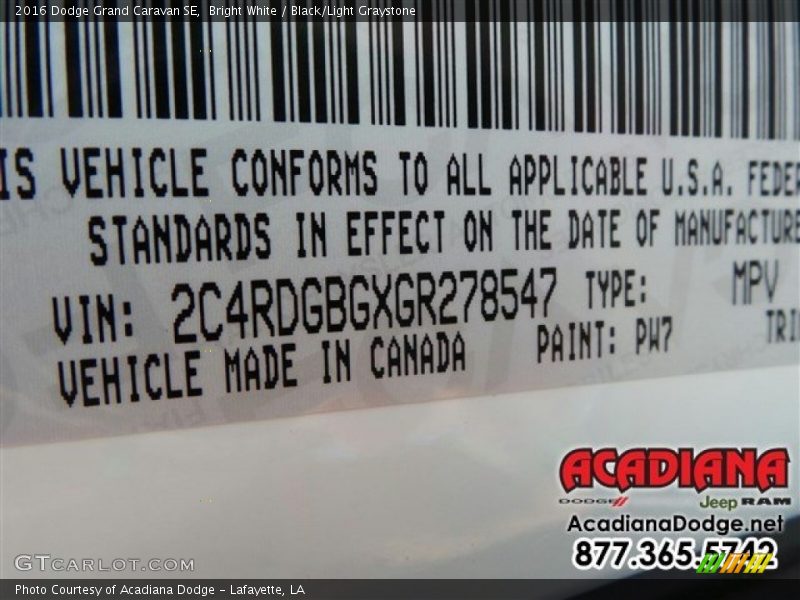 2016 Dodge Grand Caravan SE, Bright White / Black/Light Graystone
IS VEHICLE CONFORMS TO ALL APPLICABLE U.S.A. FEDER
STANDARDS IN EFFECT ON THE DATE OF MANUFACTURE
VIN: 2C4RDGBGXGR278547 TYPE: MPV
VEHICLE MADE IN CANADA PAINT: PW7 TRI
ACADIANA
DODGE Jeep RAM
AcadianaDodge.net
877.365.5742
GTCARLOT.COM
Photo Courtesy of Acadiana Dodge - Lafayette, LA